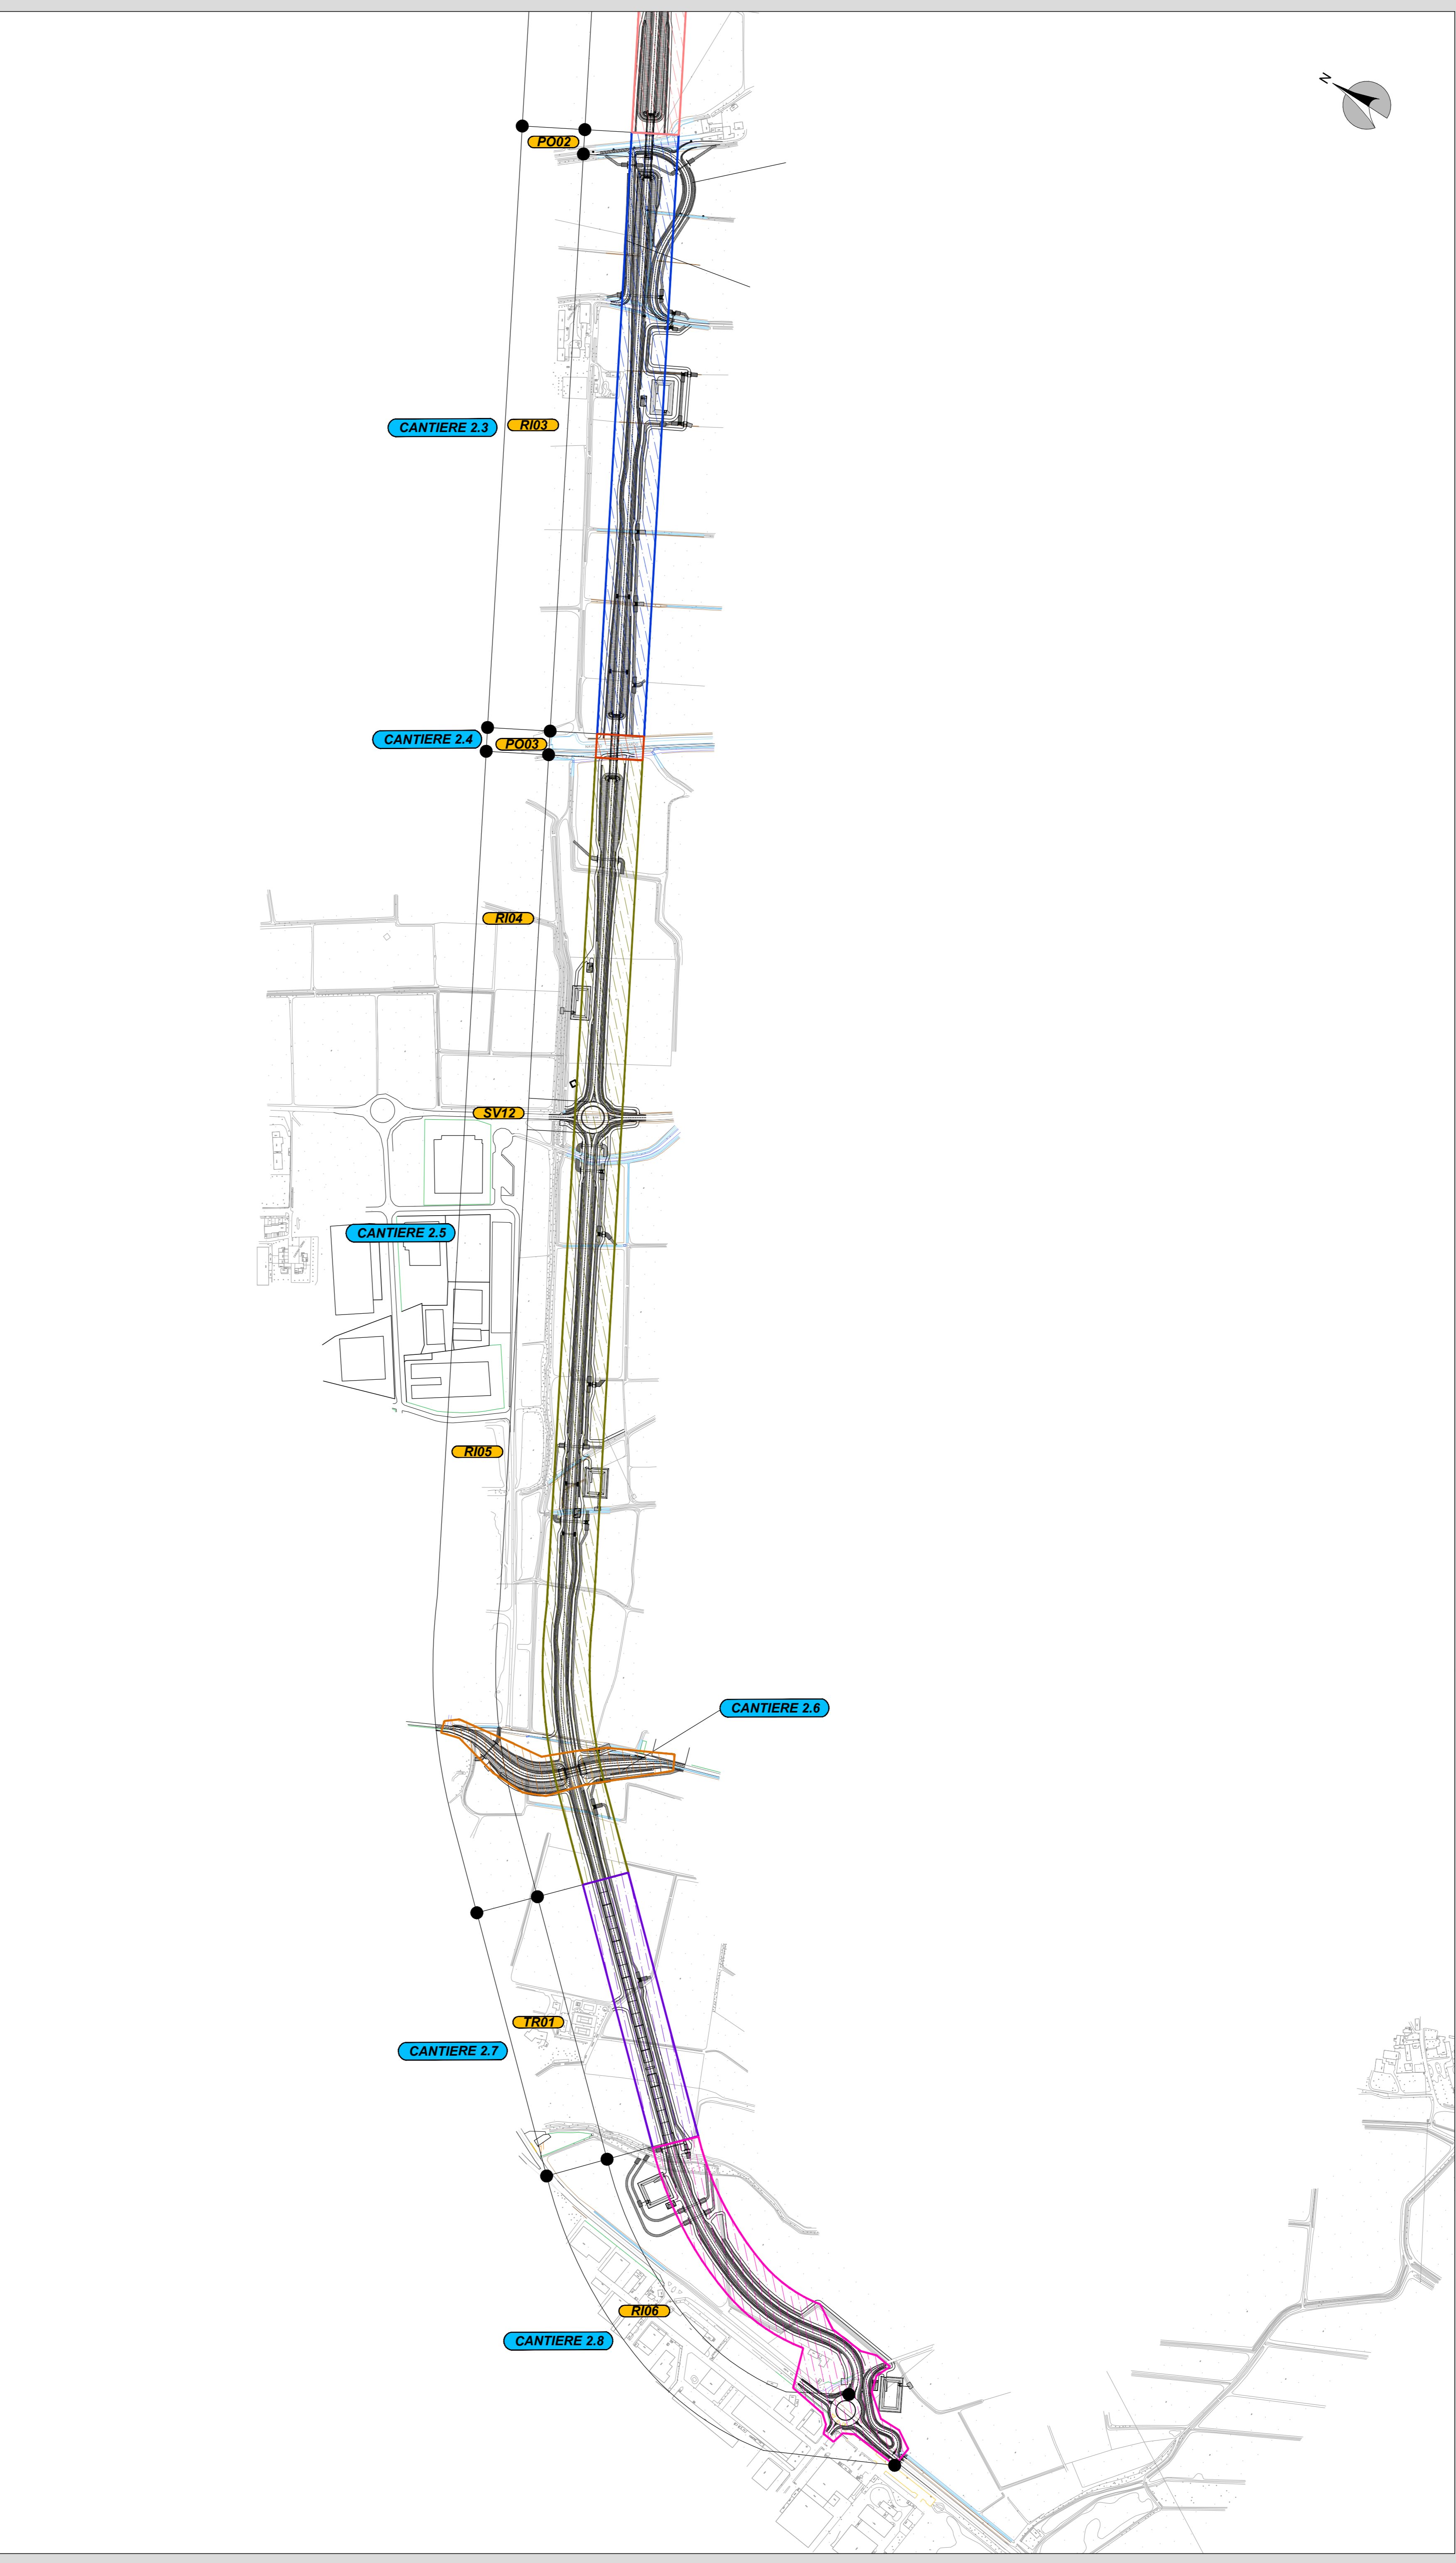 N
PO02
CANTIERE 2.3
RI03
CANTIERE 2.4
PO03
RI04
SV12
CANTIERE 2.5
RI05
CANTIERE 2.6
TR01
CANTIERE 2.7
RI06
CANTIERE 2.8